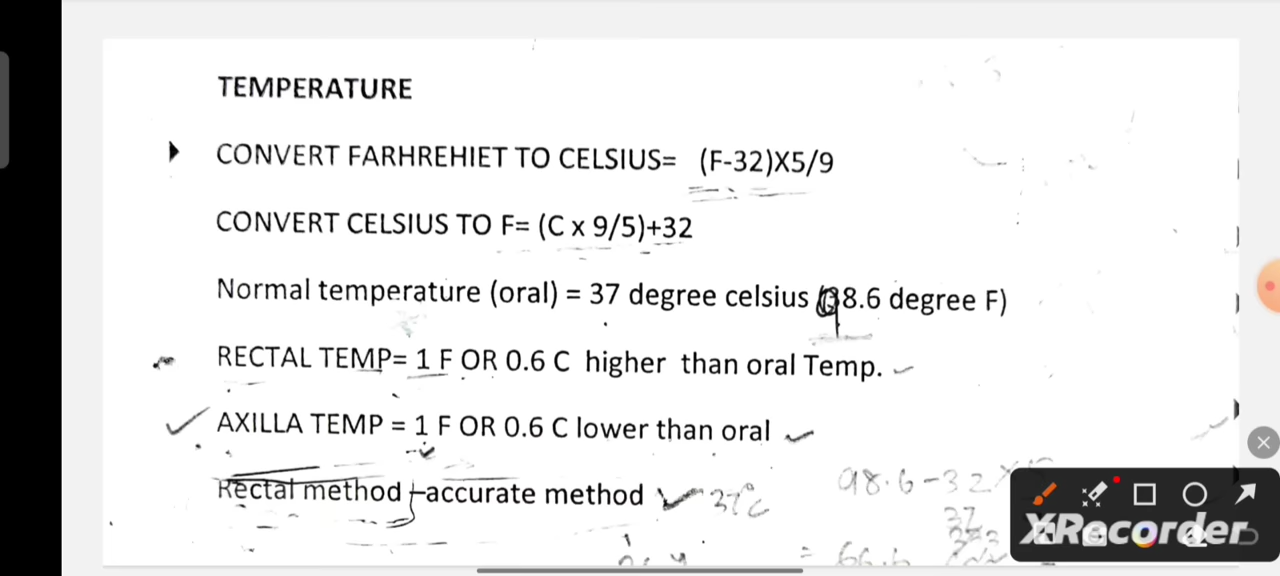 TEMPERATURE
CONVERT FARHREHIET TO CELSIUS= (F-32)X5/9
CONVERT CELSIUS TO F= (C x 9/5)+32
Normal temperature (oral) = 37 degree celsius (98.6 degree F)
RECTAL TEMP= 1 F OR 0.6 C higher than oral Temp.
AXILLA TEMP = 1 F OR 0.6 C lower than oral
Rectal method -accurate method 37°C
98.6-32
XRecorder
= 66.6